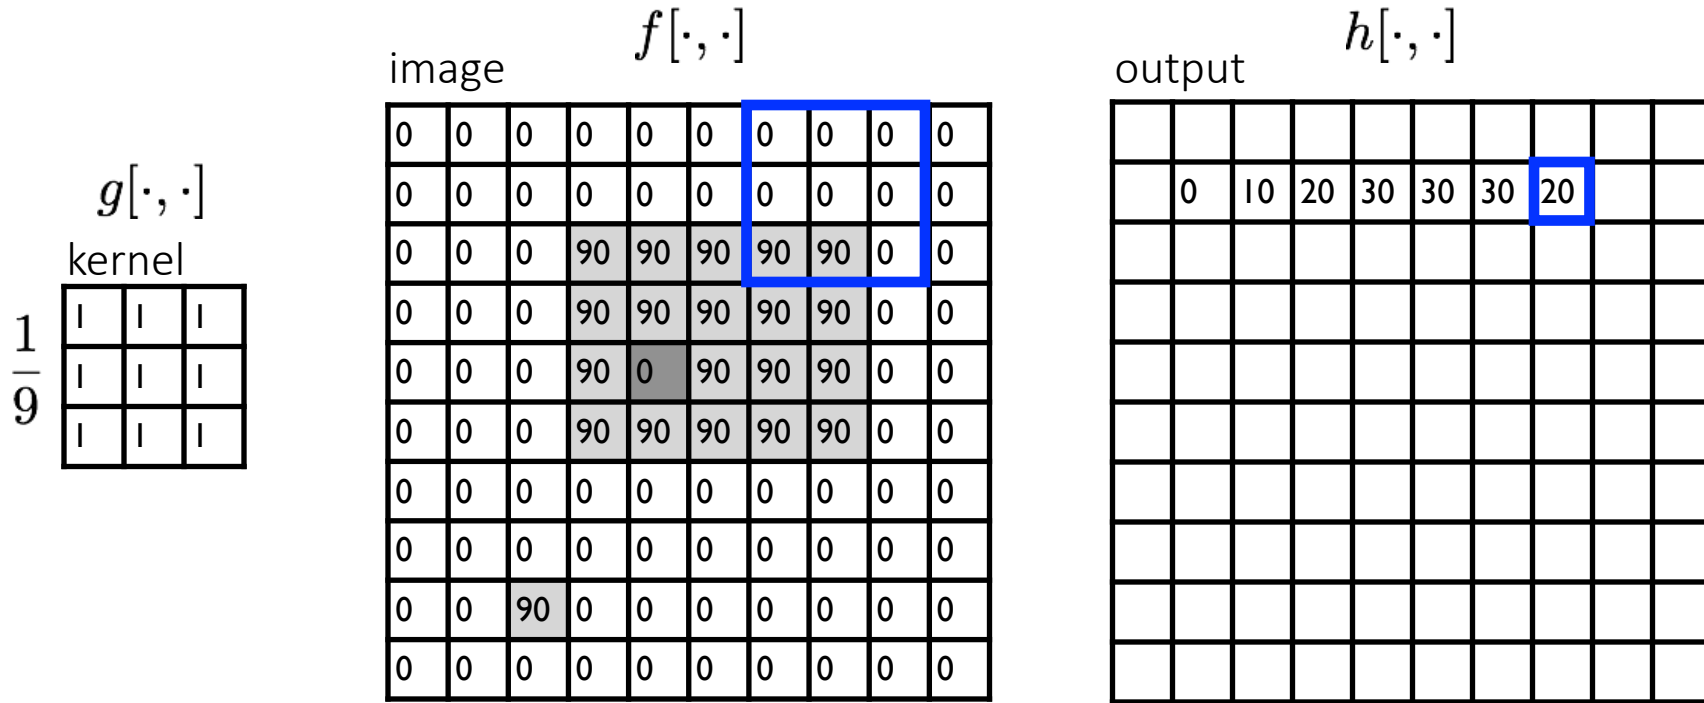 f[·, ·]
h[·, ·]
image
output
g[·, ·]
kernel
1/9
1 1 1
1 1 1
1 1 1
0 0 0 0 0 0 0 0 0 0
0 0 0 0 0 0 0 0 0 0
0 0 0 90 90 90 90 90 0 0
0 0 0 90 90 90 90 90 0 0
0 0 0 90 0 90 90 90 0 0
0 0 0 90 90 90 90 90 0 0
0 0 0 0 0 0 0 0 0 0
0 0 0 0 0 0 0 0 0 0
0 0 90 0 0 0 0 0 0 0
0 0 0 0 0 0 0 0 0 0
0 10 20 30 30 30 20